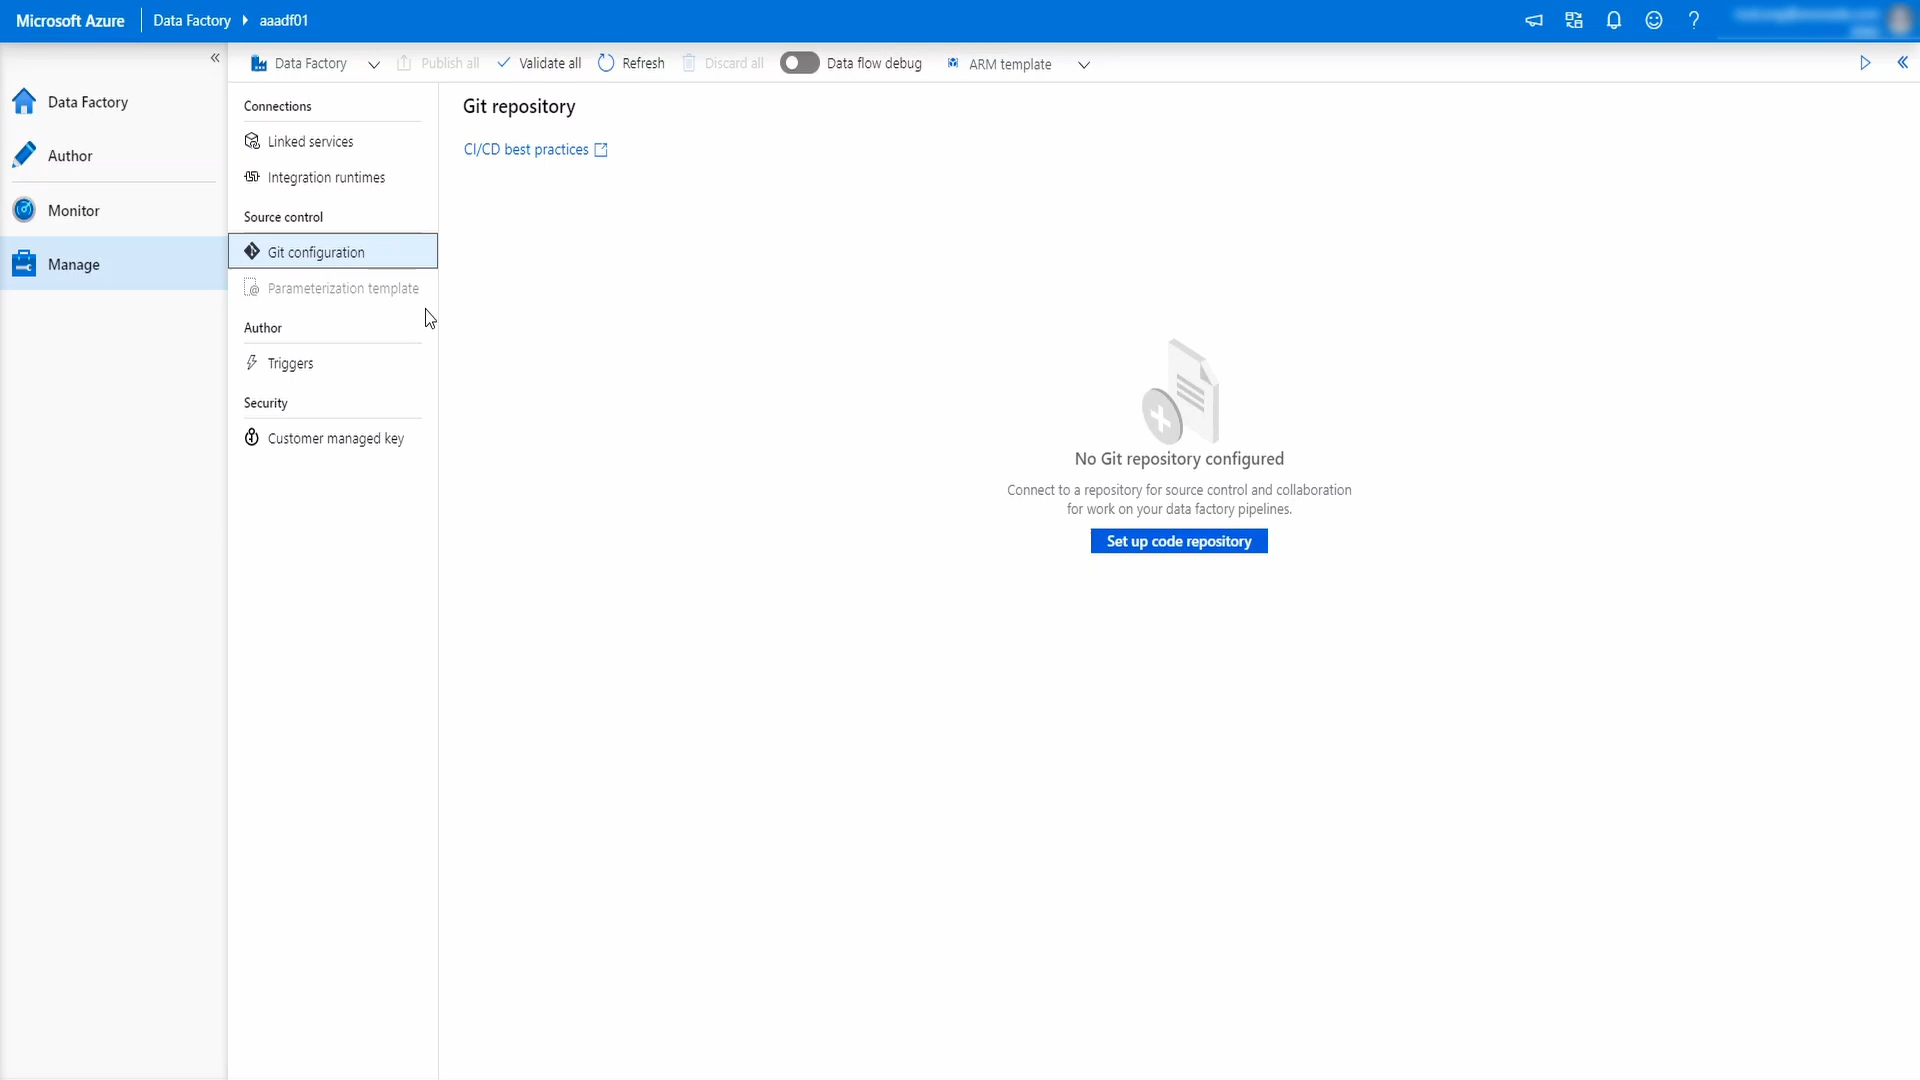 Microsoft Azure Data Factory aaadf01
Data Factory Publish all Validate all Refresh Discard all Data flow debug ARM template
Data Factory
Author
Monitor
Manage
Connections
Linked services
Integration runtimes
Source control
Git configuration
Parameterization template
Author
Triggers
Security
Customer managed key
Git repository
CI/CD best practices
No Git repository configured
Connect to a repository for source control and collaboration
for work on your data factory pipelines.
Set up code repository